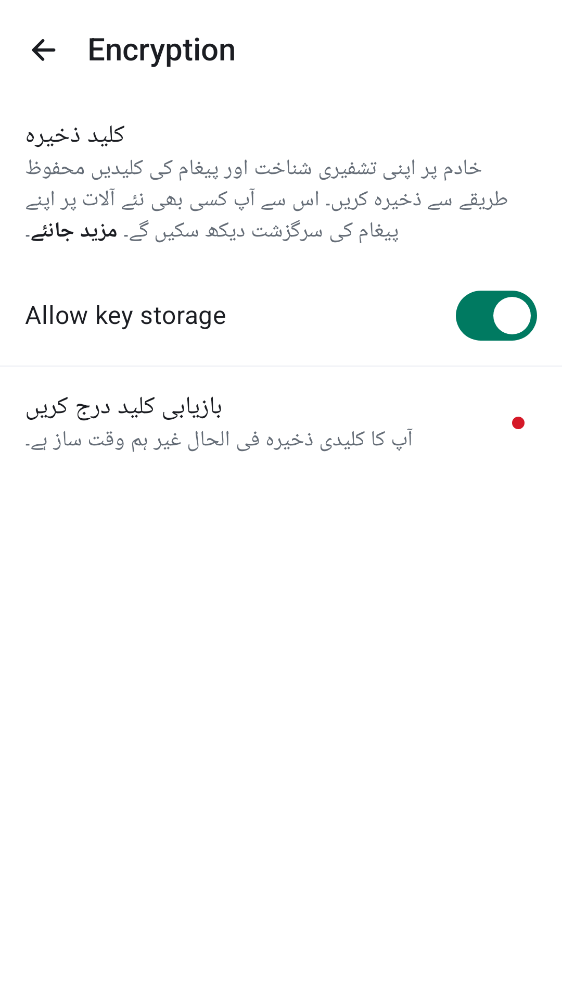 Encryption
کلید ذخیرہ
خادم پر اپنی تشفیری شناخت اور پیغام کی کلیدیں محفوظ
طریقے سے ذخیرہ کریں۔ اس سے آپ کسی بھی نئے آلات پر اپنے
پیغام کی سرگزشت دیکھ سکیں گے۔ مزید جانئے۔
Allow key storage
بازیابی کلید درج کریں
آپ کا کلیدی ذخیرہ فی الحال غیر ہم وقت ساز ہے۔